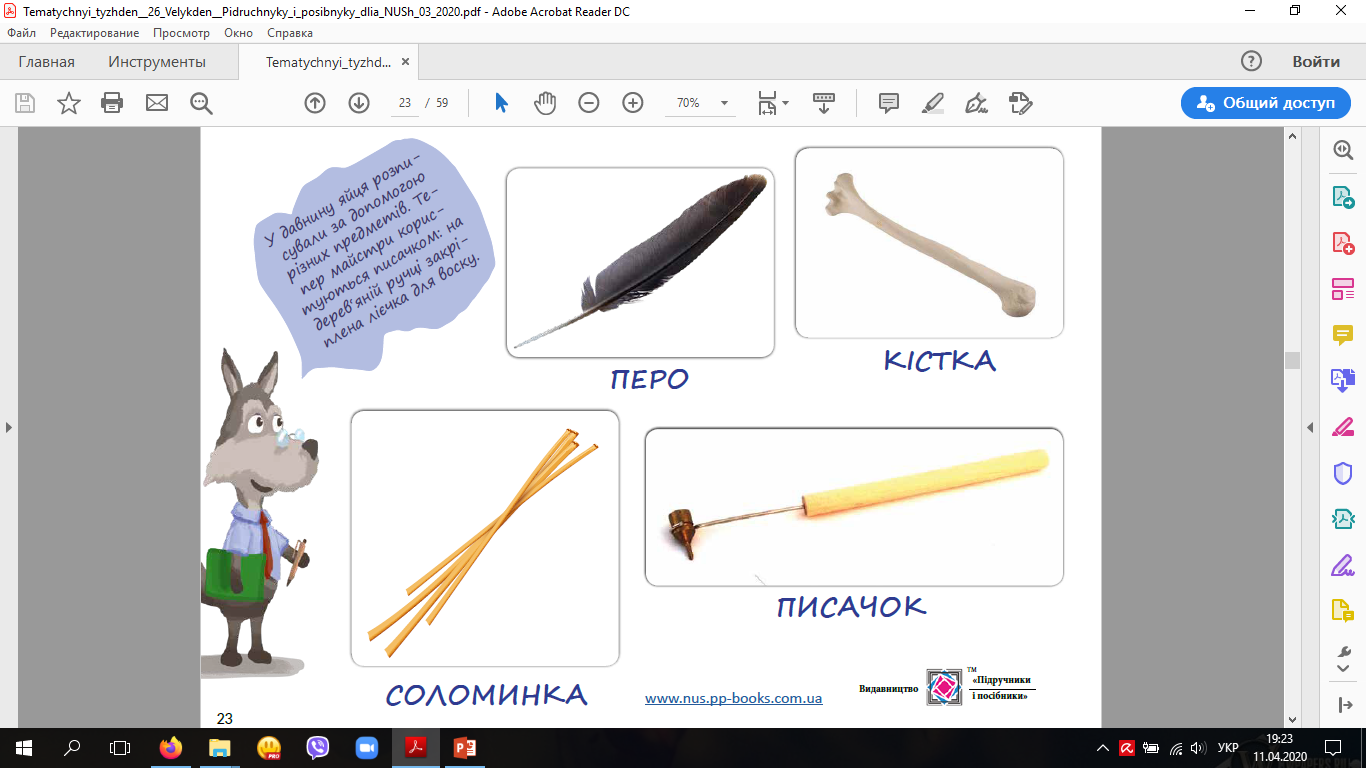 Tematychnyi_tyzhden__26_Velykden__Pidruchnyky_i_posibnyky_dlia_NUSh_03_2020.pdf - Adobe Acrobat Reader DC
Файл Редактирование Просмотр Окно Справка
Главная Инструменты Tematychnyi_tyzhd... × Войти
23 / 59 70% Общий доступ
У давнину яйця розпи-
сували за допомогою
різних предметів. Те-
пер майстри корис-
туються писачком: на
дерев'яній ручці закрі-
плена лієчка для воску.
ПЕРО
КІСТКА
СОЛОМИНКА
ПИСАЧОК
www.nus.pp-books.com.ua
Видавництво
TM
«Підручники
і посібники»
23
PRO
УКР
19:23
11.04.2020